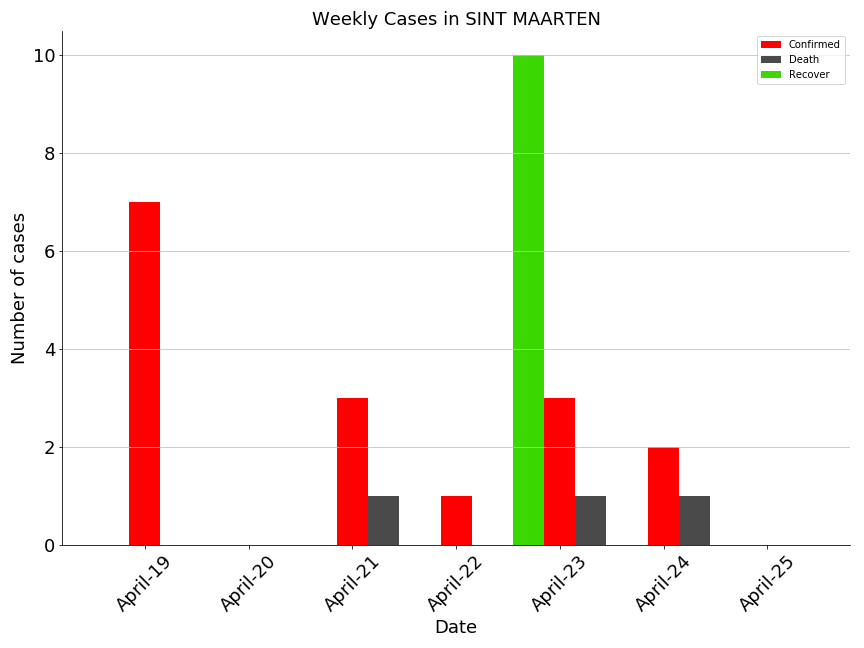 Weekly Cases in SINT MAARTEN
Confirmed
Death
Recover
Number of cases
10
8
6
4
2
0
April-19
April-20
April-21
April-22
April-23
April-24
April-25
Date